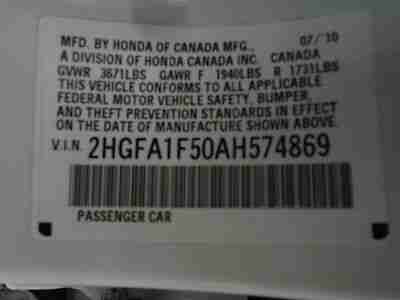 MFD. BY HONDA OF CANADA MFG., 07/10
A DIVISION OF HONDA CANADA INC. CANADA
GVWR 3671LBS GAWR F 1940LBS R 1731LBS
THIS VEHICLE CONFORMS TO ALL APPLICABLE
FEDERAL MOTOR VEHICLE SAFETY, BUMPER,
AND THEFT PREVENTION STANDARDS IN EFFECT
ON THE DATE OF MANUFACTURE SHOWN ABOVE.
V.I.N. 2HGFA1F50AH574869
PASSENGER CAR